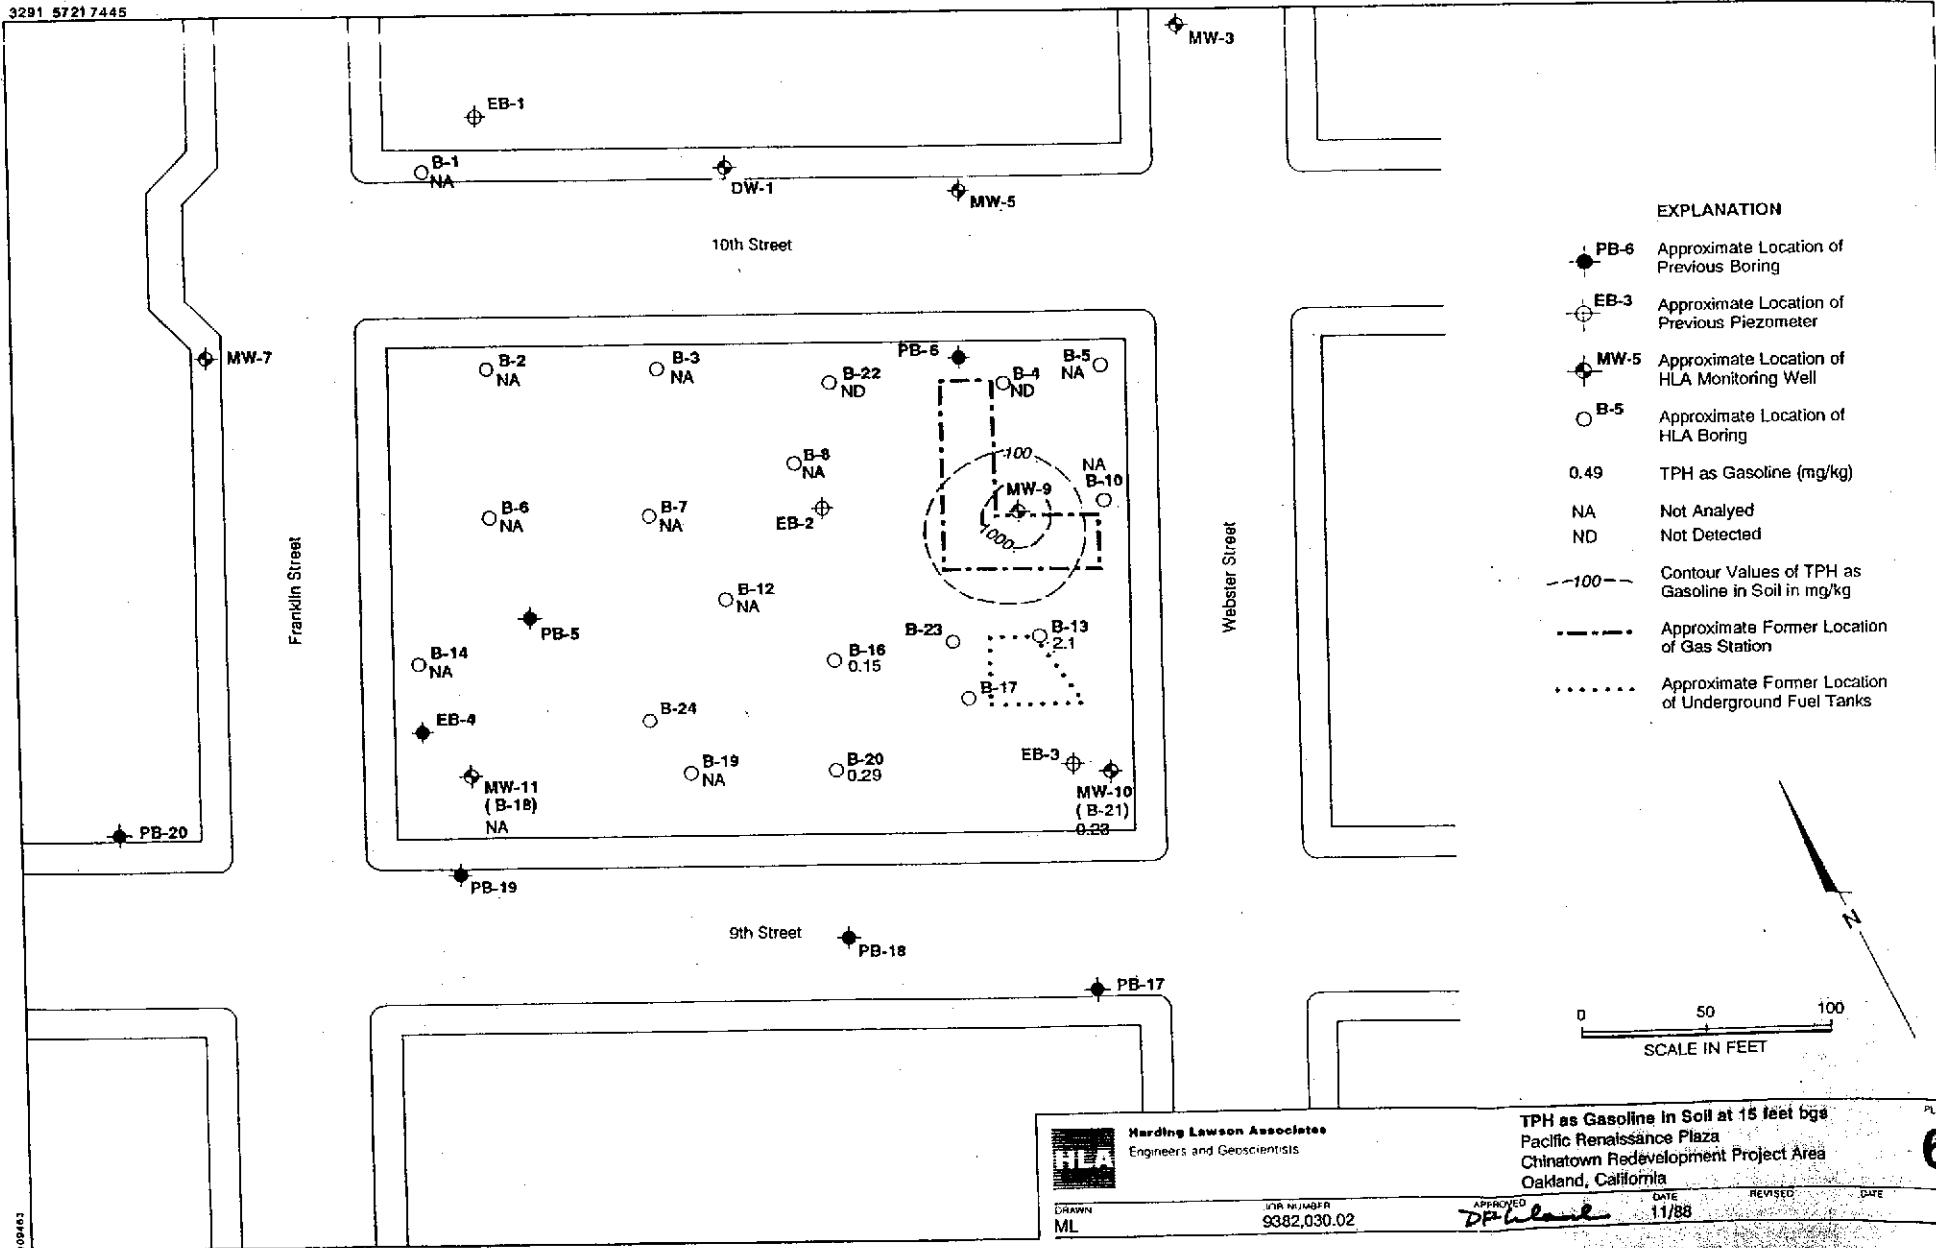 3291 57217445
MW-3
EB-1
B-1
NA
DW-1
MW-5
10th Street
MW-7
B-2
NA
B-3
NA
B-22
ND
PB-6
B-4
ND
B-5
NA
B-8
NA
100
NA
B-10
MW-9
1000
B-6
NA
B-7
NA
EB-2
Franklin Street
Webster Street
B-12
NA
PB-5
B-14
NA
B-16
0.15
B-23
B-13
2.1
B-17
EB-4
B-24
MW-11
(B-18)
NA
B-19
NA
B-20
0.29
EB-3
MW-10
(B-21)
0.23
PB-20
PB-19
9th Street
PB-18
PB-17
EXPLANATION
PB-6 Approximate Location of
Previous Boring
EB-3 Approximate Location of
Previous Piezometer
MW-5 Approximate Location of
HLA Monitoring Well
B-5 Approximate Location of
HLA Boring
0.49 TPH as Gasoline (mg/kg)
NA Not Analyed
ND Not Detected
100 Contour Values of TPH as
Gasoline in Soil in mg/kg
Approximate Former Location
of Gas Station
Approximate Former Location
of Underground Fuel Tanks
N
0 50 100
SCALE IN FEET
HLA
Harding Lawson Associates
Engineers and Geoscientists
TPH as Gasoline in Soil at 15 feet bgs
Pacific Renaissance Plaza
Chinatown Redevelopment Project Area
Oakland, California
6
DRAWN
ML
JOB NUMBER
9382,030.02
APPROVED
DATE
11/88
REVISED
DATE